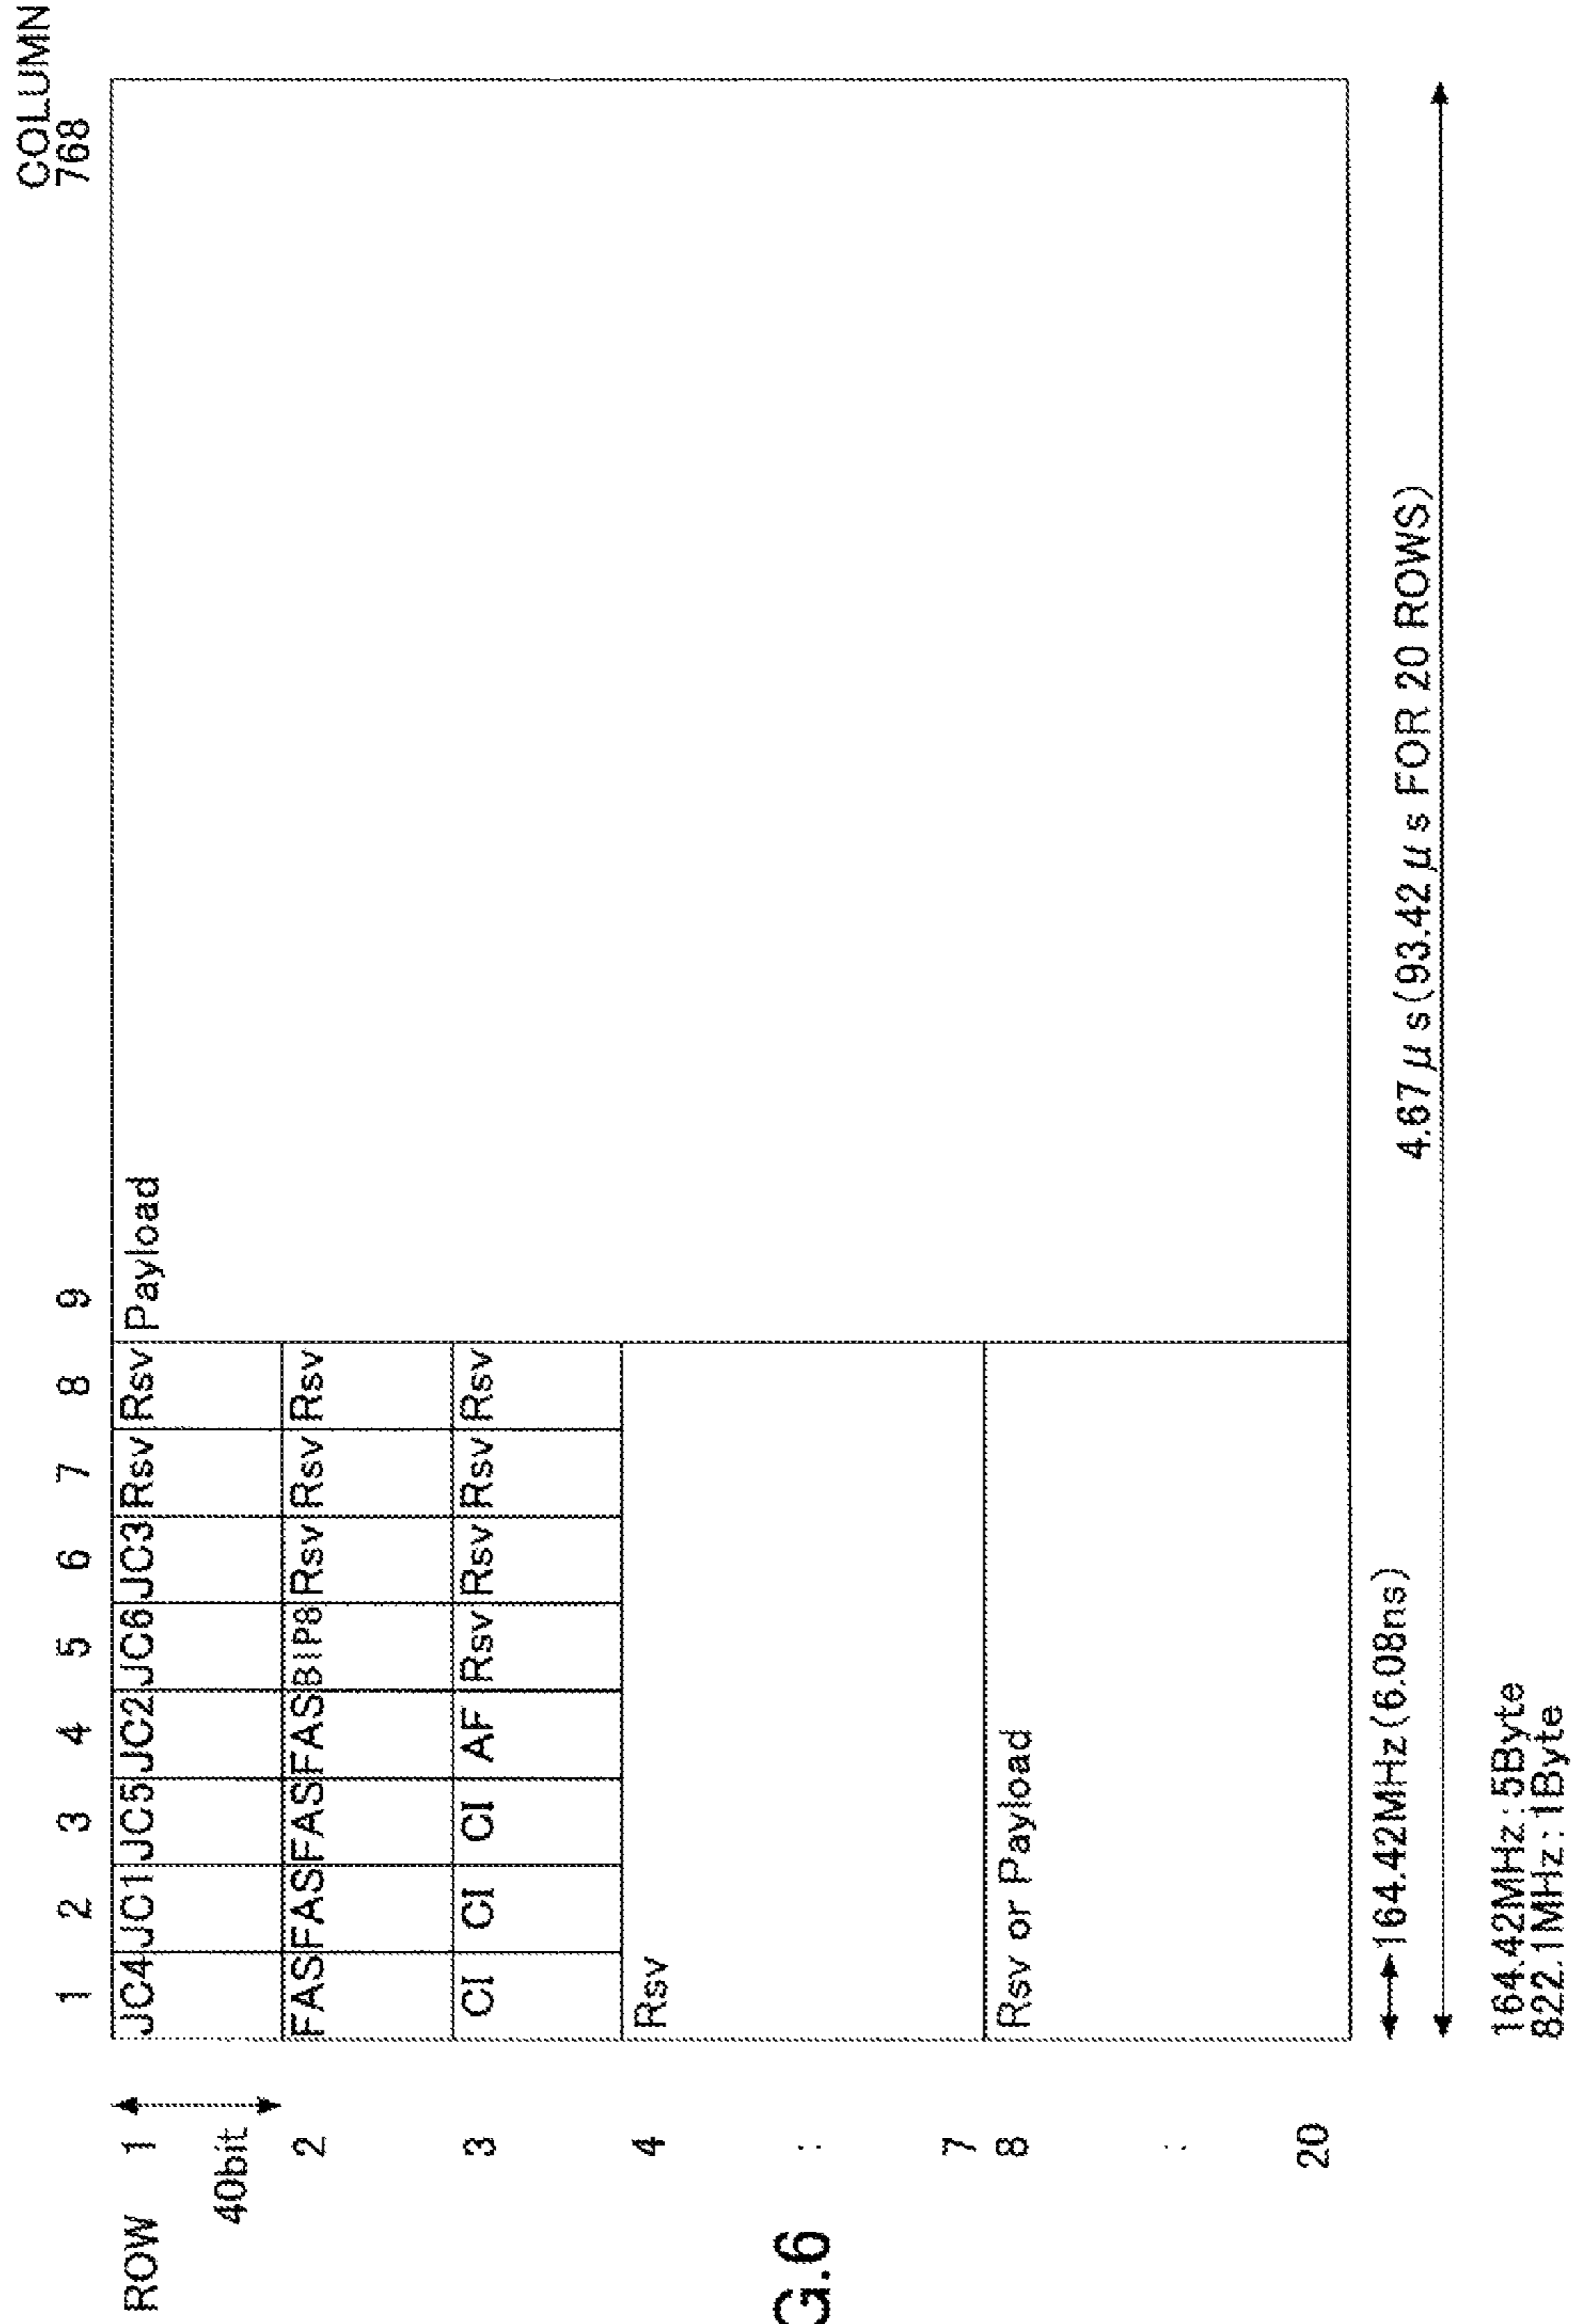 COLUMN
1 2 3 4 5 6 7 8 9 768
ROW 1 JC4 JC1 JC5 JC2 JC6 JC3 Rsv Rsv Payload
40bit
2 FAS FAS FAS FAS BIP8 Rsv Rsv Rsv
3 CI CI CI AF Rsv Rsv Rsv Rsv
4 Rsv
:
7
8 Rsv or Payload
:
20
164.42MHz(6.08ns)
4.67μs(93.42μs FOR 20 ROWS)
164.42MHz:5Byte
822.1MHz:1Byte
G.6